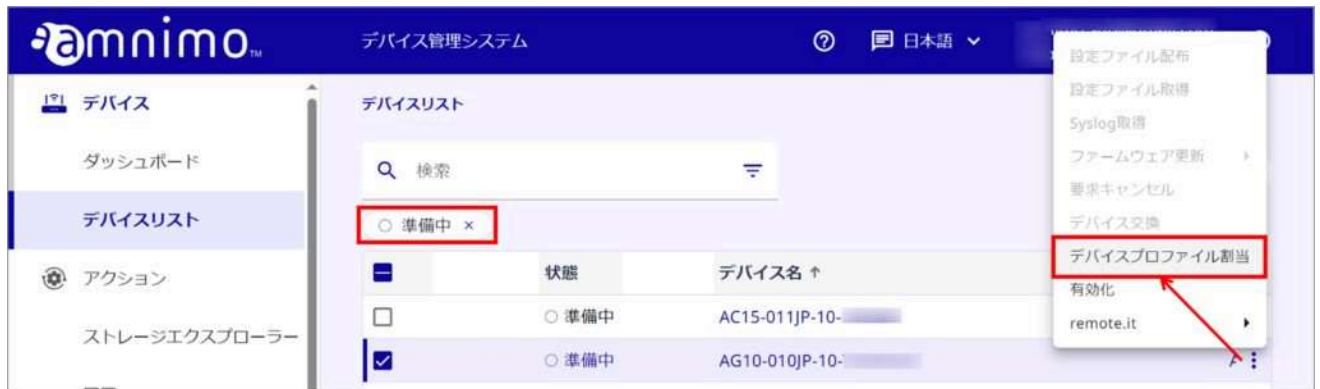 amnimo TM
デバイス管理システム
日本語
デバイス
ダッシュボード
デバイスリスト
アクション
ストレージエクスプローラー
デバイスリスト
検索
準備中 ×
状態
デバイス名 ↑
準備中
AC15-011JP-10-
準備中
AG10-010JP-10-
設定ファイル配布
設定ファイル取得
Syslog取得
ファームウェア更新
要求キャンセル
デバイス交換
デバイスプロファイル割当
有効化
remote.it